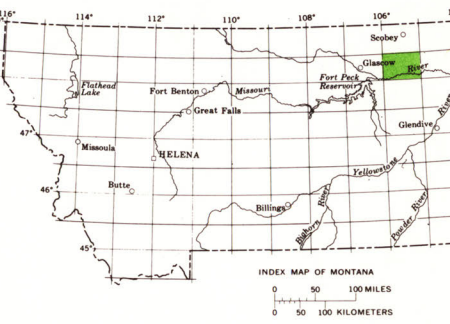 116° 114° 112° 110° 108° 106°
Scobey
Glascow
Flathead
Lake
Fort Peck
Reservoir
River
Fort Benton
Missouri
Great Falls
47°
Missoula
HELENA
Glendive
River
Yellowstone
46°
Butte
Billings
Bighorn
River
Powder River
45°
INDEX MAP OF MONTANA
0 50 100 MILES
0 50 100 KILOMETERS